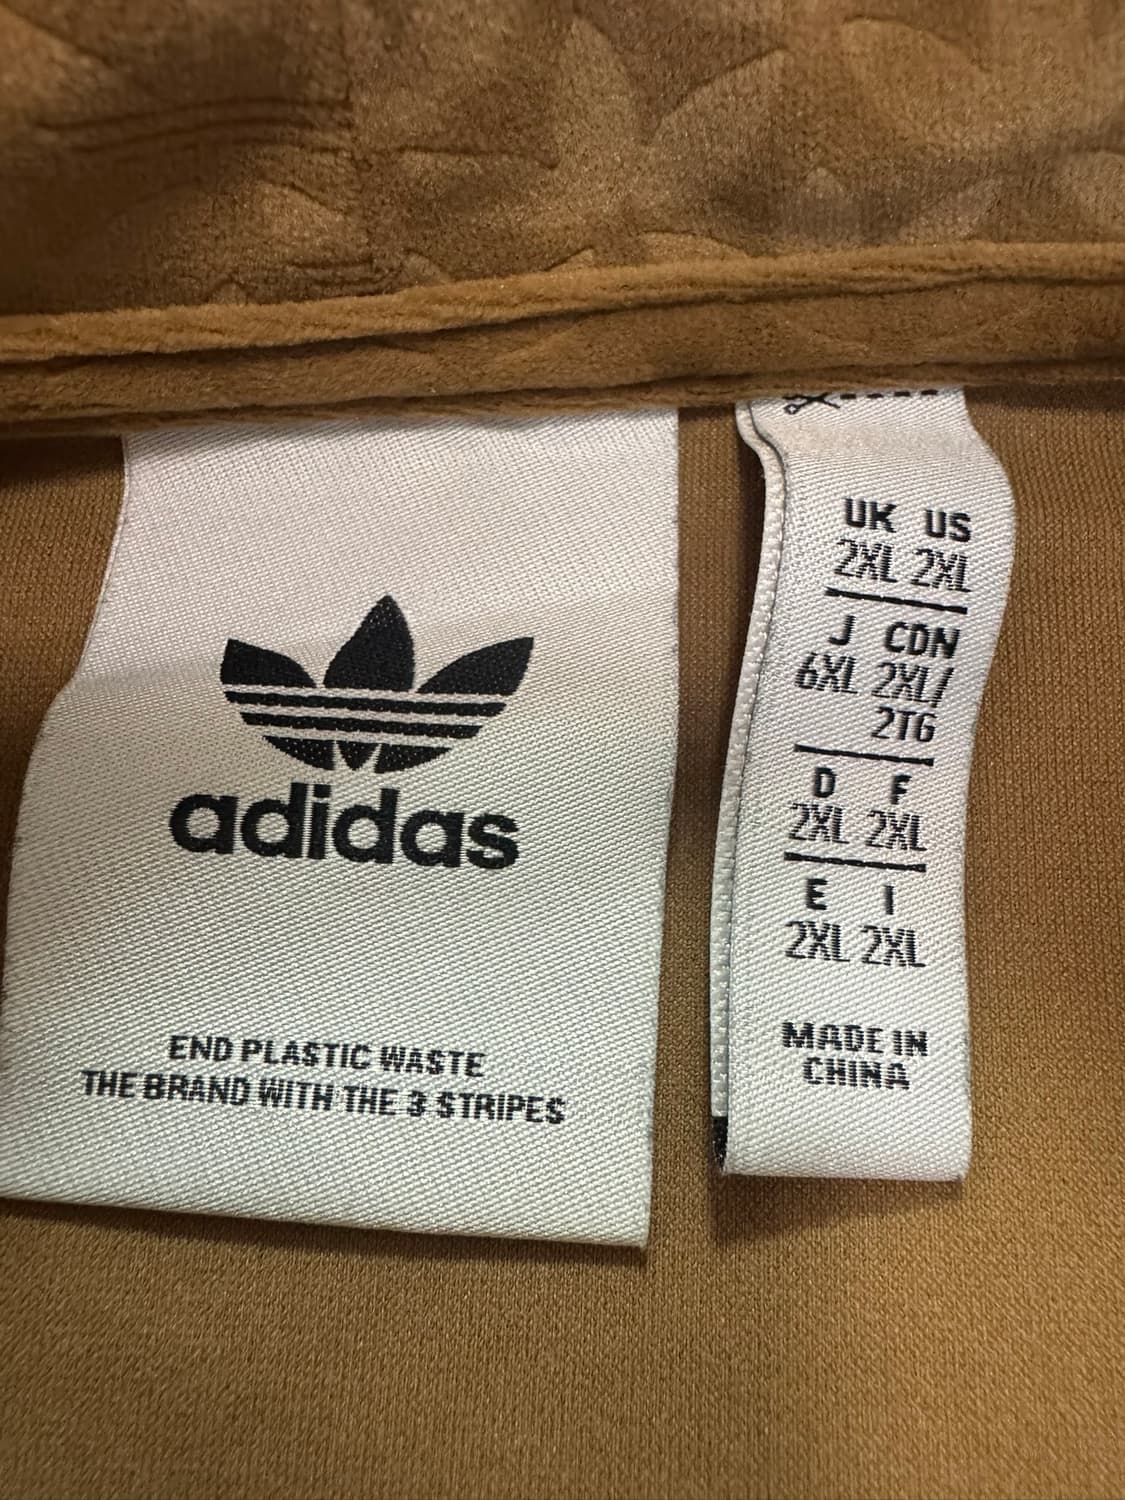 adidas
END PLASTIC WASTE
THE BRAND WITH THE 3 STRIPES
UK US
2XL 2XL
J CDN
6XL 2XL/
2TG
D F
2XL 2XL
E I
2XL 2XL
MADE IN
CHINA